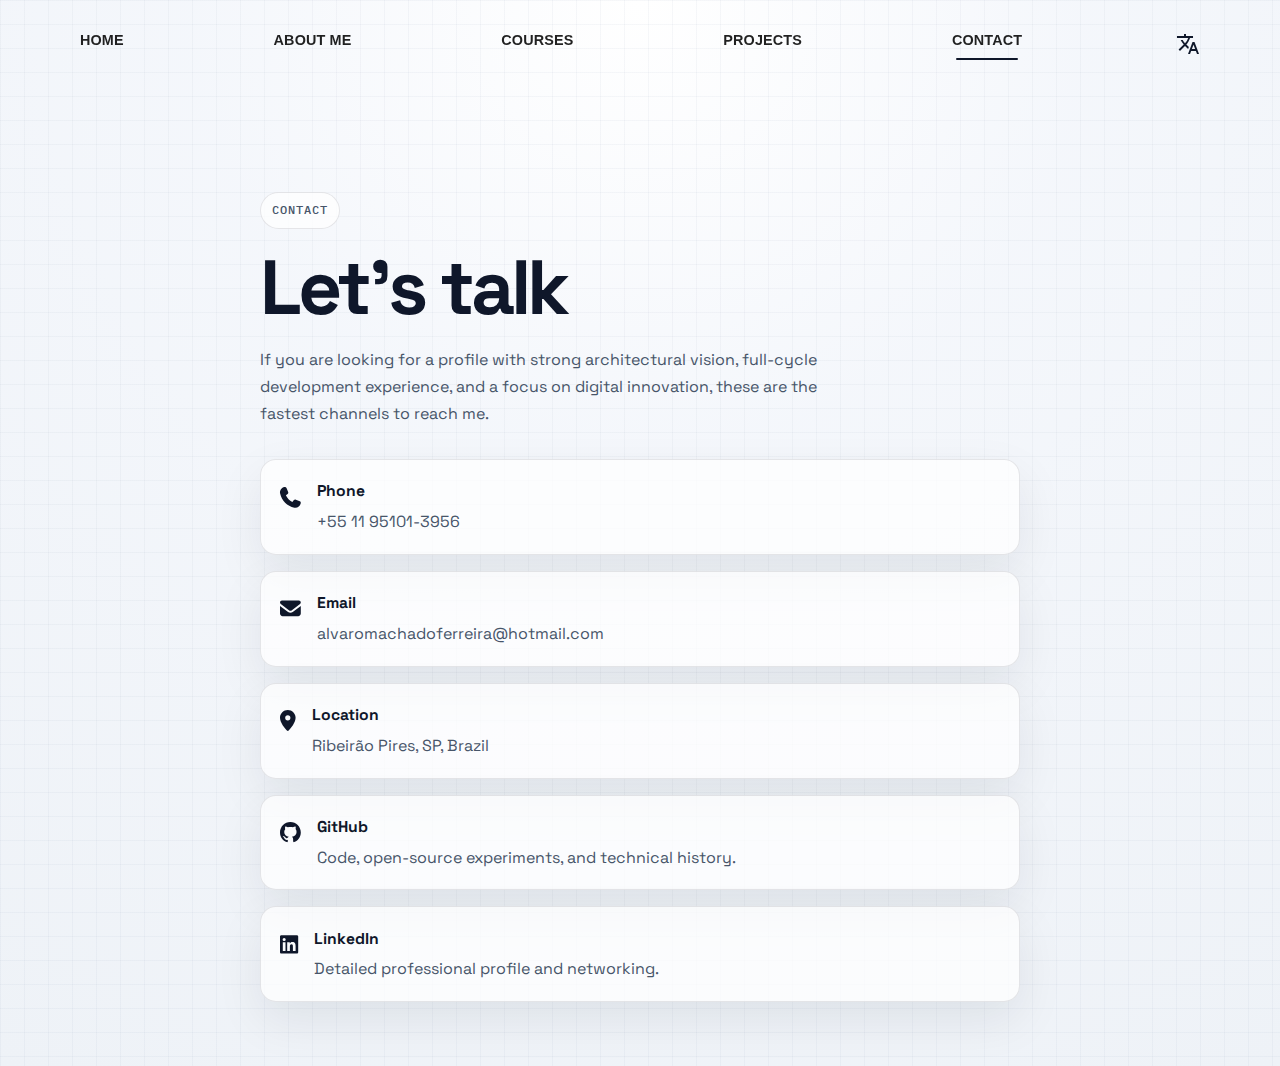 HOME ABOUT ME COURSES PROJECTS CONTACT
CONTACT
Let’s talk
If you are looking for a profile with strong architectural vision, full-cycle
development experience, and a focus on digital innovation, these are the
fastest channels to reach me.
Phone
+55 11 95101-3956
Email
alvaromachadoferreira@hotmail.com
Location
Ribeirão Pires, SP, Brazil
GitHub
Code, open-source experiments, and technical history.
LinkedIn
Detailed professional profile and networking.